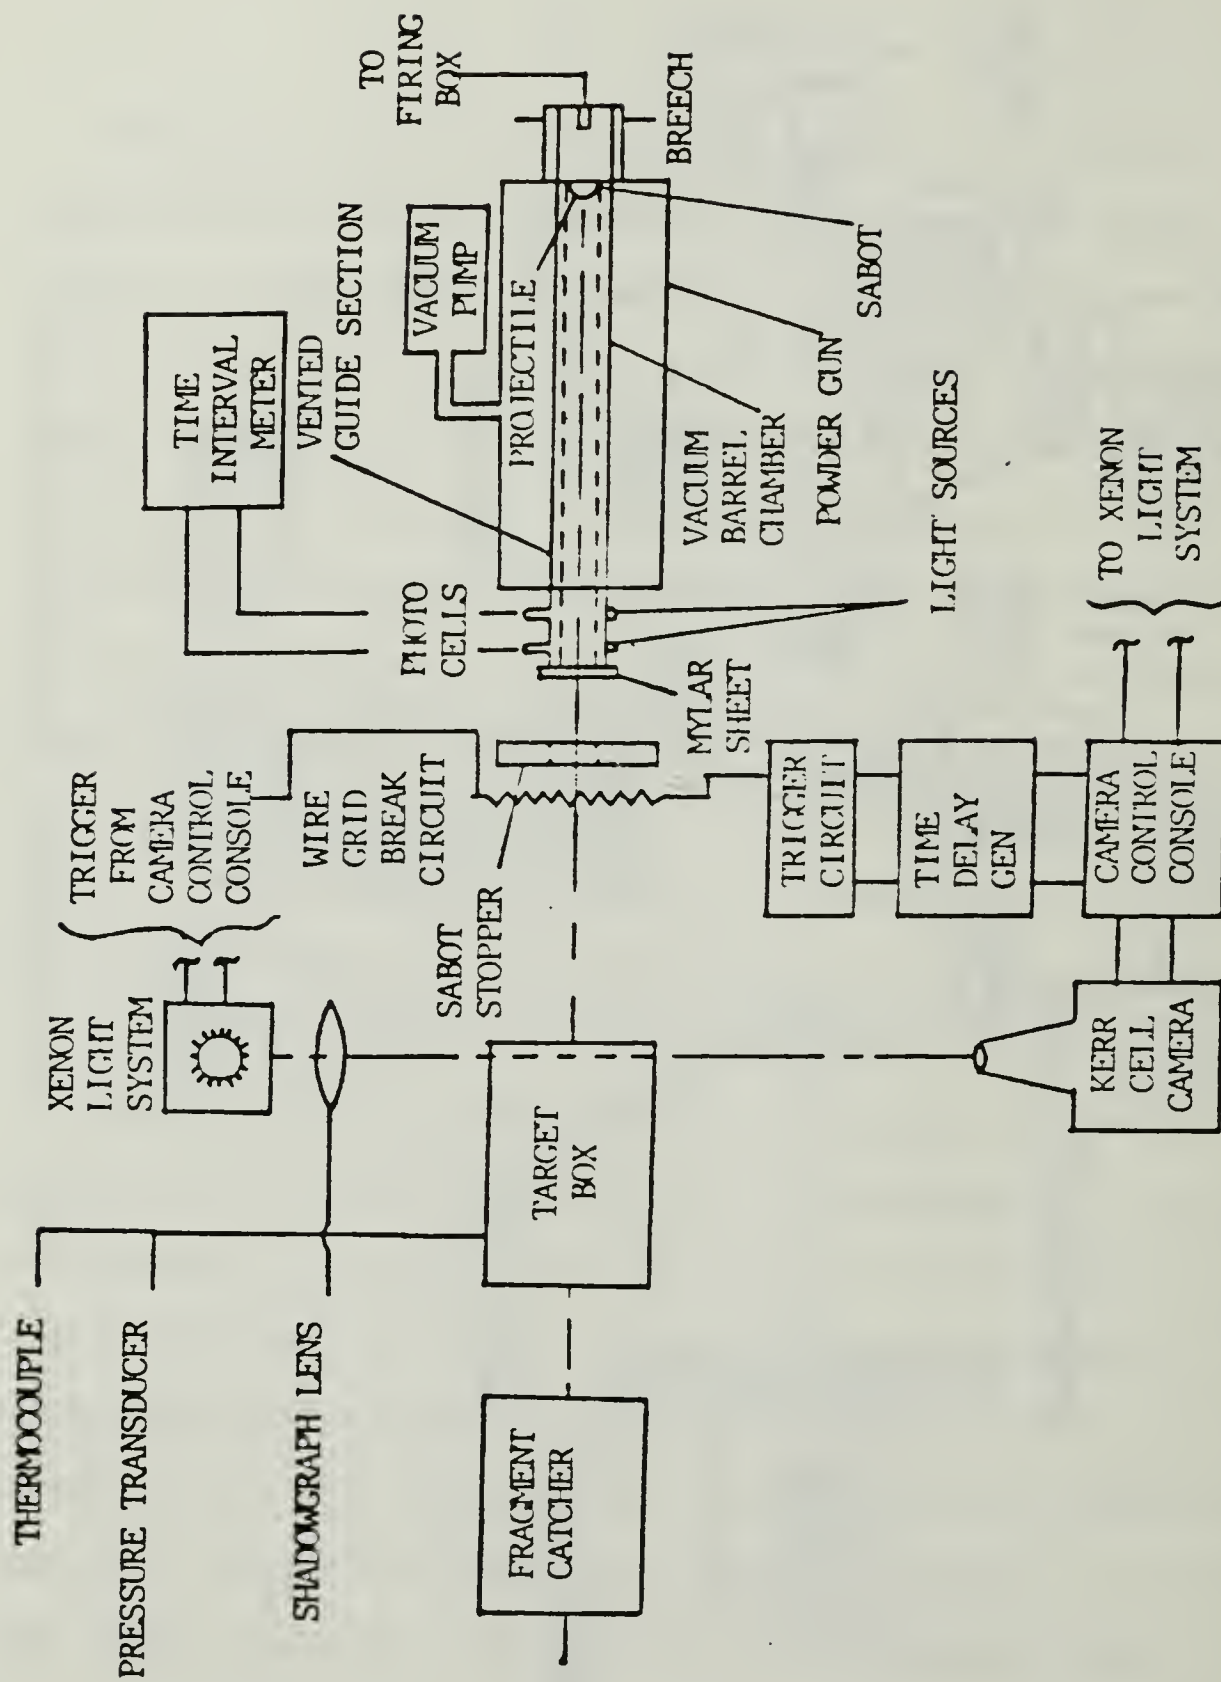 THERMOCOUPLE
PRESSURE TRANSDUCER
SHADOWGRAPH LENS
XENON
LIGHT
SYSTEM
TRIGGER
FROM
CAMERA
CONTROL
CONSOLE
WIRE
GRID
BREAK
CIRCUIT
SABOT
STOPPER
TIME
INTERVAL
METER
VENTED
GUIDE SECTION
PHOTO
CELLS
VACUUM
PUMP
TO
FIRING
BOX
PROJECTILE
BREECH
FRAGMENT
CATCHER
TARGET
BOX
MYLAR
SHEET
VACUUM
BARREL
CHAMBER
POWDER GUN
SABOT
LIGHT SOURCES
TRIGGER
CIRCUIT
TIME
DELAY
GEN
KERR
CELL
CAMERA
CAMERA
CONTROL
CONSOLE
TO XENON
LIGHT
SYSTEM